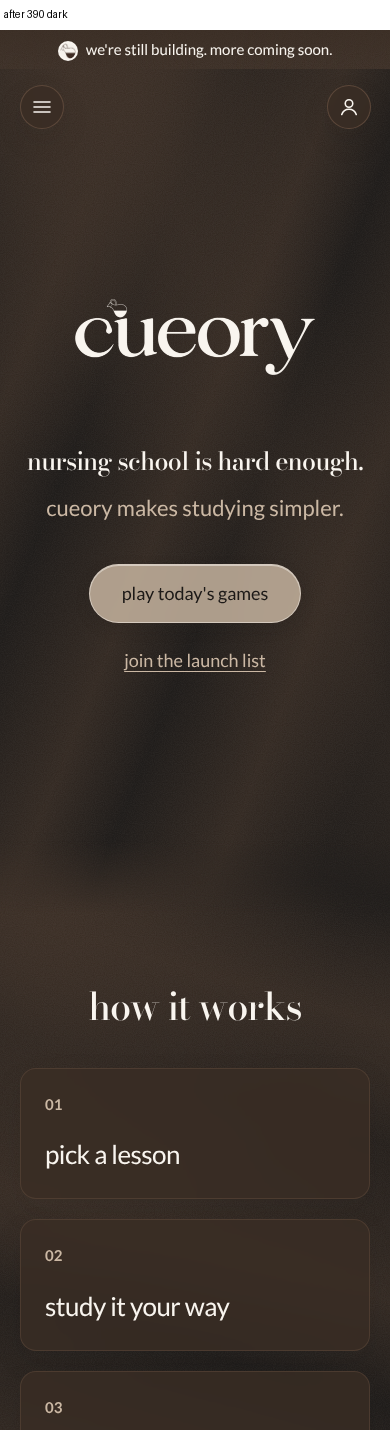 after 390 dark
we're still building. more coming soon.
cueory
nursing school is hard enough.
cueory makes studying simpler.
play today's games
join the launch list
how it works
01
pick a lesson
02
study it your way
03